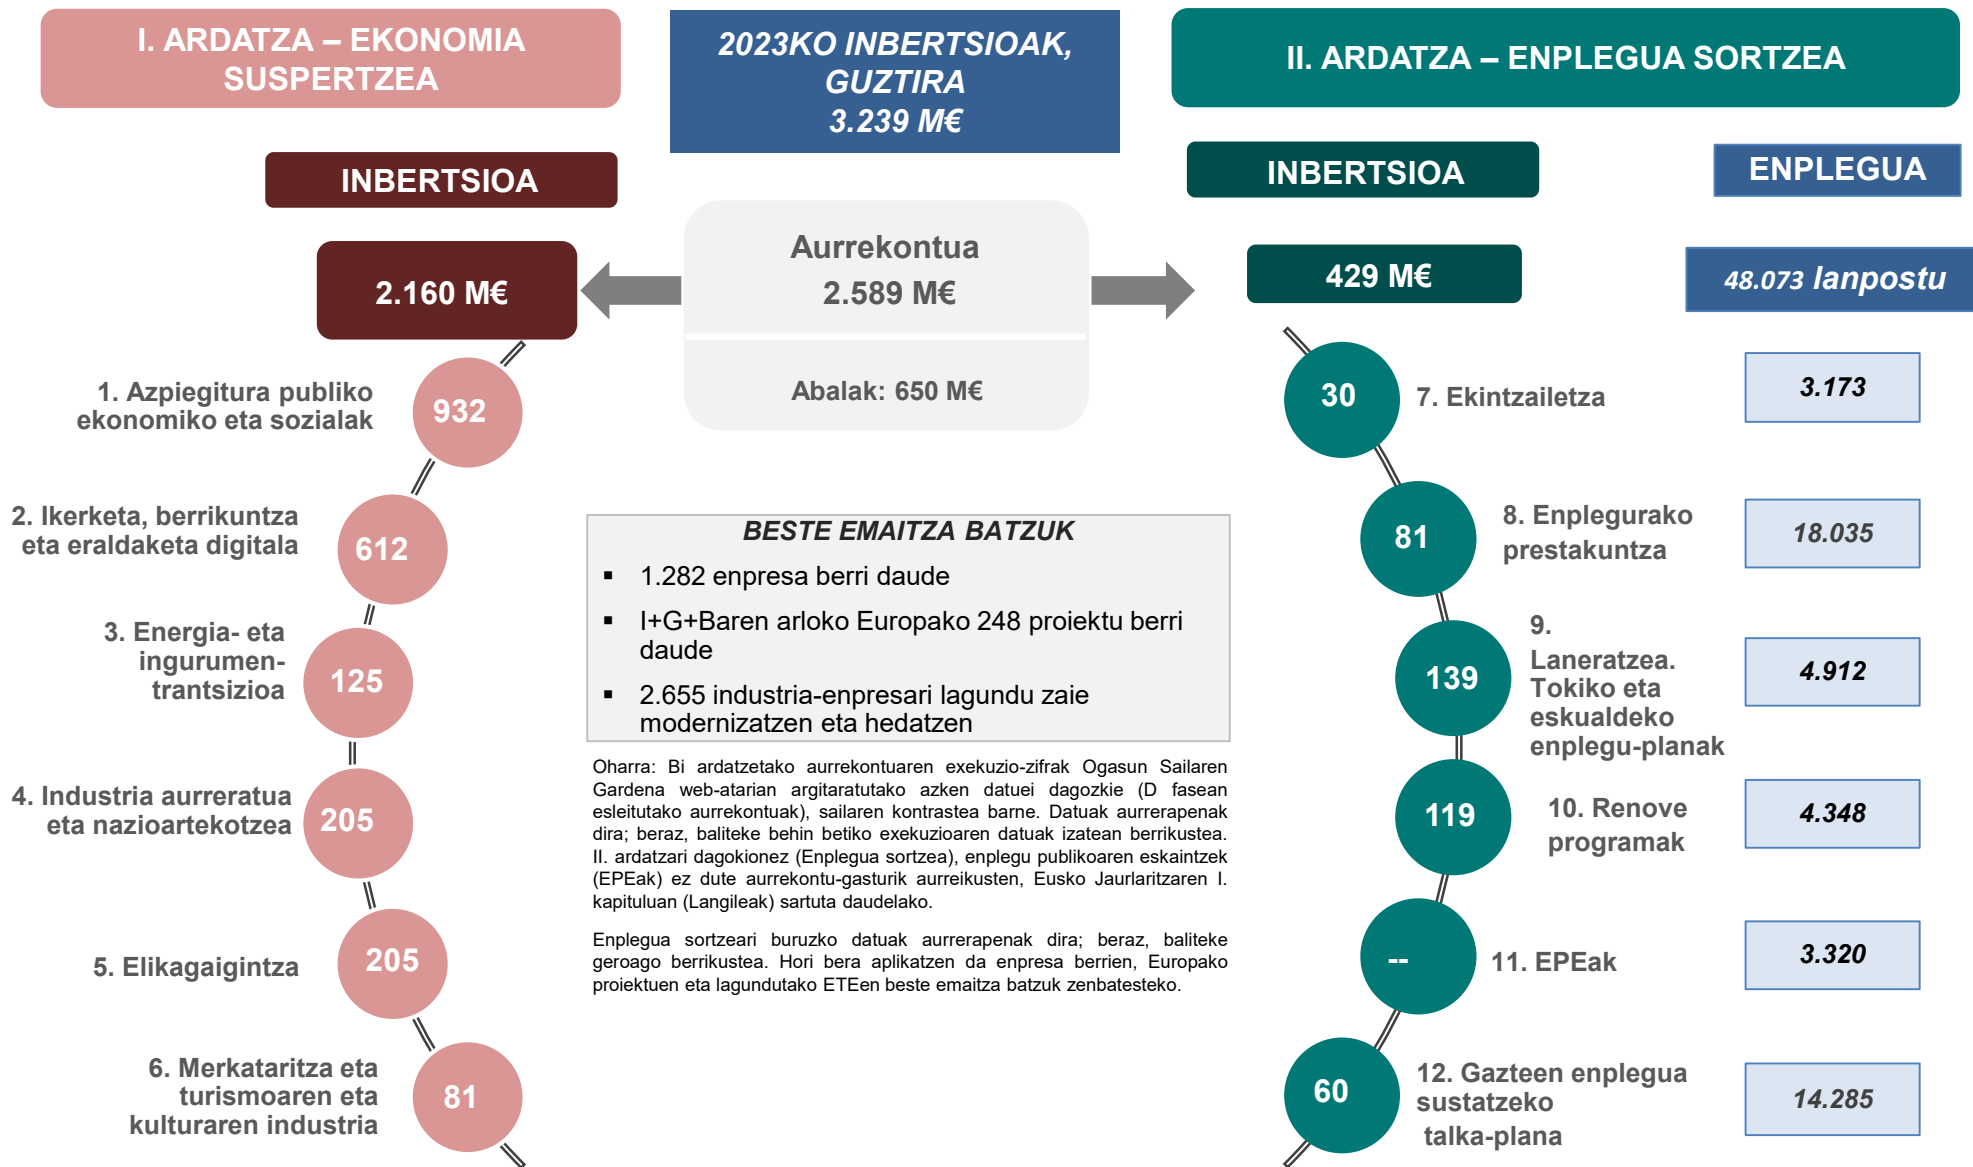 I. ARDATZA – EKONOMIA
SUSPERTZEA
2023KO INBERTSIOAK,
GUZTIRA
3.239 M€
II. ARDATZA – ENPLEGUA SORTZEA
INBERTSIOA
INBERTSIOA
ENPLEGUA
2.160 M€
Aurrekontua
2.589 M€
Abalak: 650 M€
429 M€
48.073 lanpostu
1. Azpiegitura publiko
ekonomiko eta sozialak
932
2. Ikerketa, berrikuntza
eta eraldaketa digitala
612
3. Energia- eta
ingurumen-
trantsizioa
125
4. Industria aurreratua
eta nazioartekotzea
205
5. Elikagaigintza
205
6. Merkataritza eta
turismoaren eta
kulturaren industria
81
BESTE EMAITZA BATZUK
▪ 1.282 enpresa berri daude
▪ I+G+Baren arloko Europako 248 proiektu berri
daude
▪ 2.655 industria-enpresari lagundu zaie
modernizatzen eta hedatzen
Oharra: Bi ardatzetako aurrekontuaren exekuzio-zifrak Ogasun Sailaren
Gardena web-atarian argitaratutako azken datuei dagozkie (D fasean
esleitutako aurrekontuak), sailaren kontrastea barne. Datuak aurrerapenak
dira; beraz, baliteke behin betiko exekuzioaren datuak izatean berrikustea.
II. ardatzari dagokionez (Enplegua sortzea), enplegu publikoaren eskaintzek
(EPEak) ez dute aurrekontu-gasturik aurreikusten, Eusko Jaurlaritzaren I.
kapituluan (Langileak) sartuta daudelako.
Enplegua sortzeari buruzko datuak aurrerapenak dira; beraz, baliteke
geroago berrikustea. Hori bera aplikatzen da enpresa berrien, Europako
proiektuen eta lagundutako ETEen beste emaitza batzuk zenbatesteko.
30
7. Ekintzailetza
3.173
81
8. Enplegurako
prestakuntza
18.035
139
9.
Laneratzea.
Tokiko eta
eskualdeko
enplegu-planak
4.912
119
10. Renove
programak
4.348
--
11. EPEak
3.320
60
12. Gazteen enplegua
sustatzeko
talka-plana
14.285